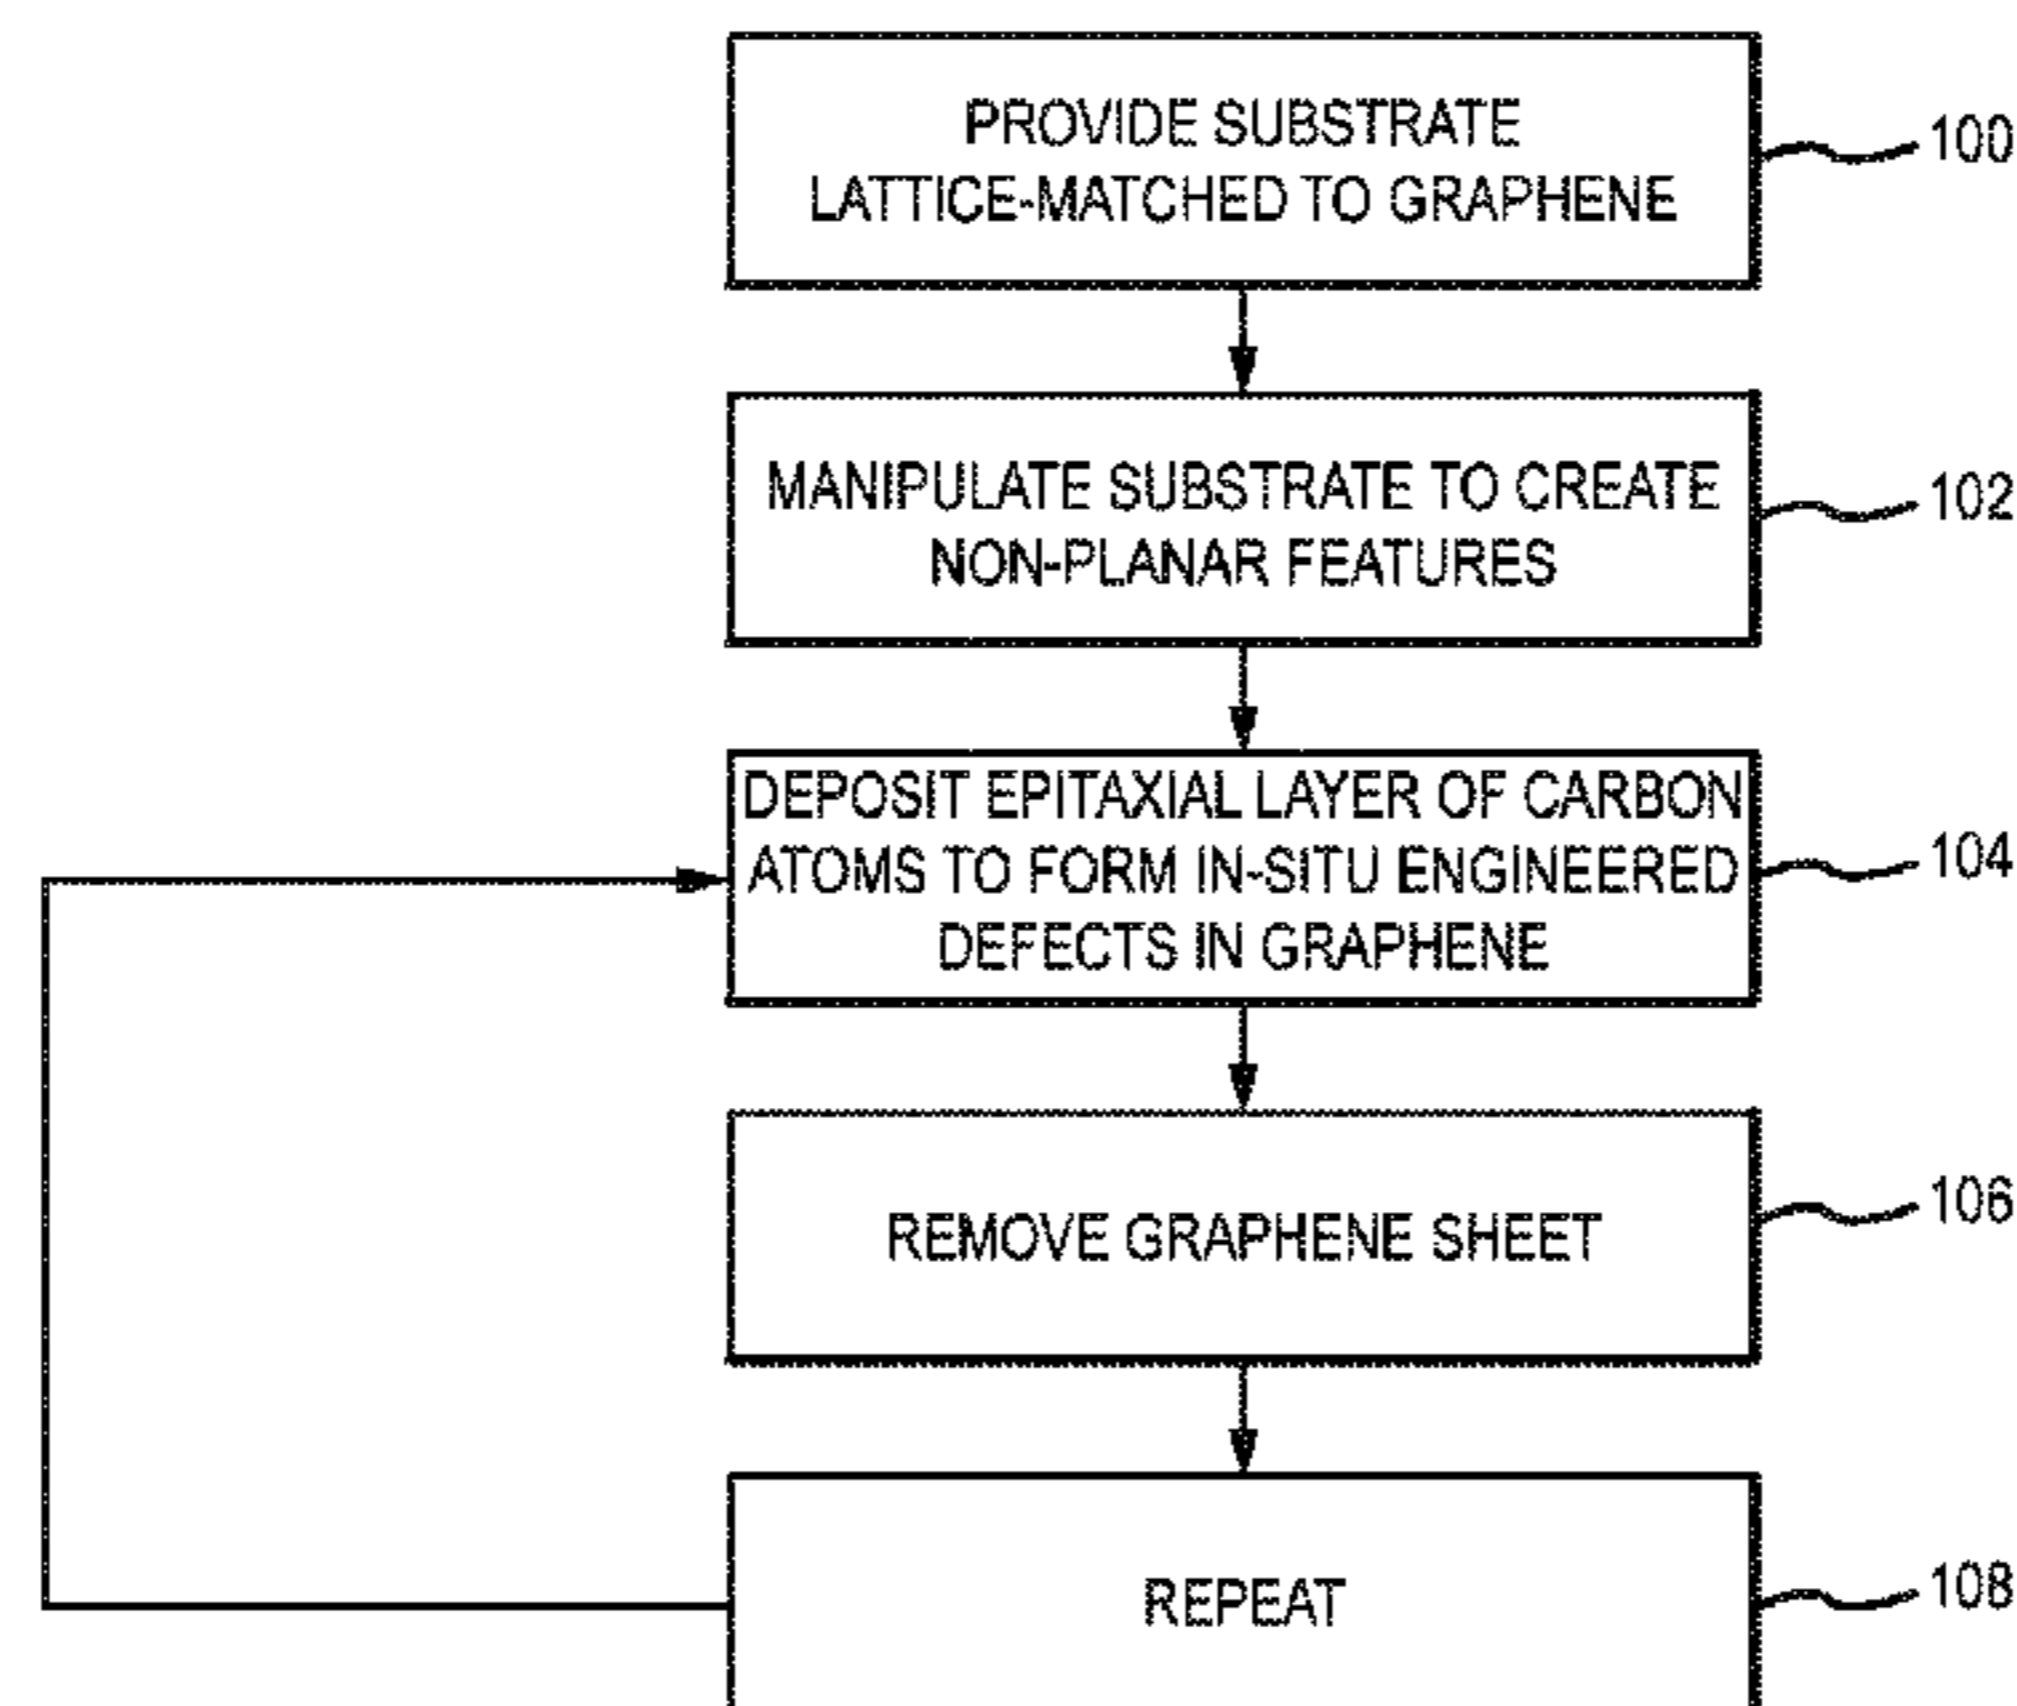 PROVIDE SUBSTRATE
LATTICE-MATCHED TO GRAPHENE
100
MANIPULATE SUBSTRATE TO CREATE
NON-PLANAR FEATURES
102
DEPOSIT EPITAXIAL LAYER OF CARBON
ATOMS TO FORM IN-SITU ENGINEERED
DEFECTS IN GRAPHENE
104
REMOVE GRAPHENE SHEET
106
REPEAT
108